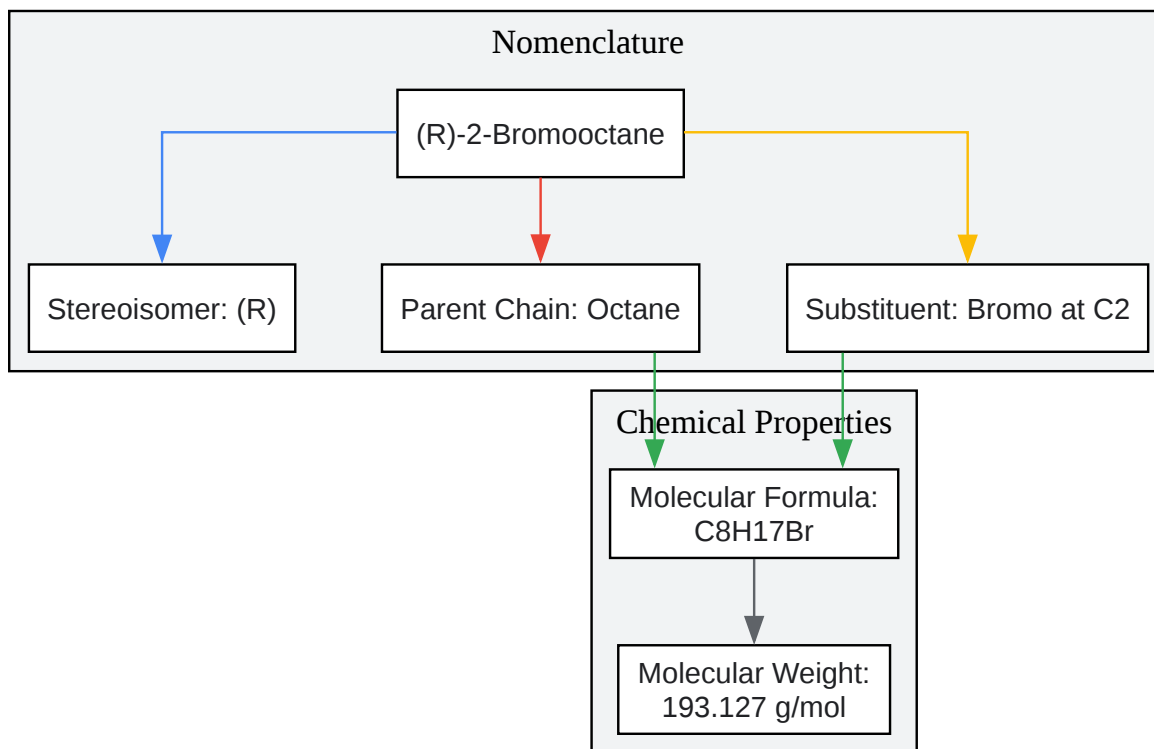 Nomenclature
(R)-2-Bromooctane
Stereoisomer: (R)
Parent Chain: Octane
Substituent: Bromo at C2
Chemical Properties
Molecular Formula:
C8H17Br
Molecular Weight:
193.127 g/mol